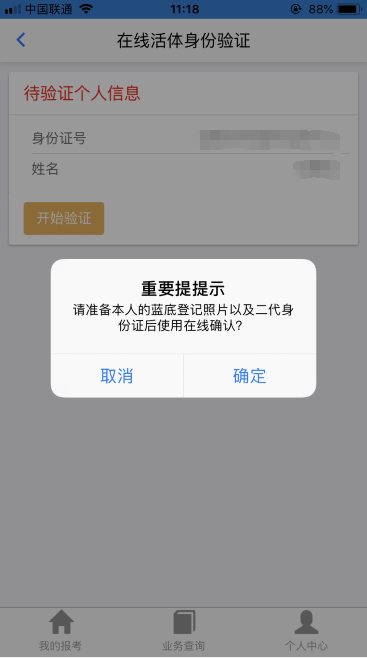 中国联通 11:18 88%
在线活体身份验证
待验证个人信息
身份证号
姓名
开始验证
重要提提示
请准备本人的蓝底登记照片以及二代身
份证后使用在线确认?
取消 确定
我的报考 业务查询 个人中心